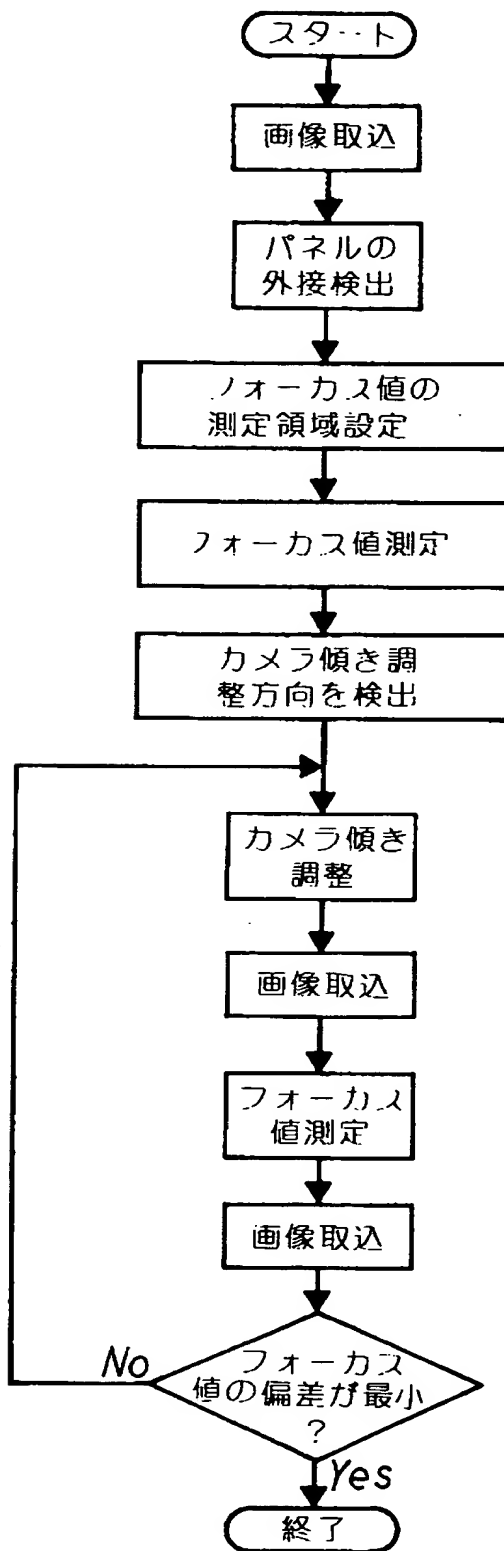 スタート
画像取込
パネルの
外接検出
フォーカス値の
測定領域設定
フォーカス値測定
カメラ傾き調
整方向を検出
カメラ傾き
調整
画像取込
フォーカス
値測定
画像取込
フォーカス
値の偏差が最小
?
No
Yes
終了